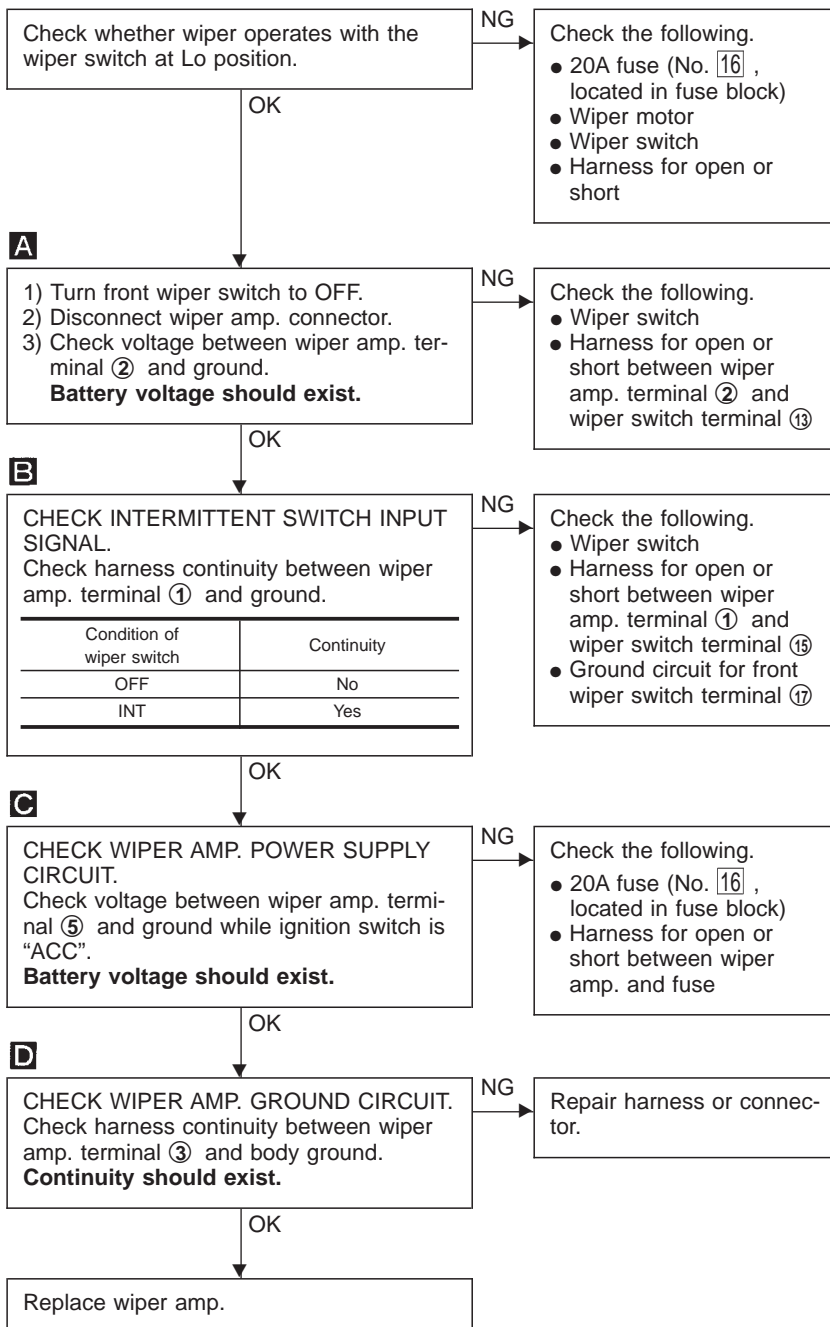 Check whether wiper operates with the
wiper switch at Lo position.
NG
Check the following.
● 20A fuse (No. 16 ,
located in fuse block)
● Wiper motor
● Wiper switch
● Harness for open or
short
OK
A
1) Turn front wiper switch to OFF.
2) Disconnect wiper amp. connector.
3) Check voltage between wiper amp. ter-
minal ② and ground.
Battery voltage should exist.
NG
Check the following.
● Wiper switch
● Harness for open or
short between wiper
amp. terminal ② and
wiper switch terminal ⑬
OK
B
CHECK INTERMITTENT SWITCH INPUT
SIGNAL.
Check harness continuity between wiper
amp. terminal ① and ground.
Condition of
wiper switch
Continuity
OFF No
INT Yes
NG
Check the following.
● Wiper switch
● Harness for open or
short between wiper
amp. terminal ① and
wiper switch terminal ⑮
● Ground circuit for front
wiper switch terminal ⑰
OK
C
CHECK WIPER AMP. POWER SUPPLY
CIRCUIT.
Check voltage between wiper amp. termi-
nal ⑤ and ground while ignition switch is
“ACC”.
Battery voltage should exist.
NG
Check the following.
● 20A fuse (No. 16 ,
located in fuse block)
● Harness for open or
short between wiper
amp. and fuse
OK
D
CHECK WIPER AMP. GROUND CIRCUIT.
Check harness continuity between wiper
amp. terminal ③ and body ground.
Continuity should exist.
NG
Repair harness or connec-
tor.
OK
Replace wiper amp.